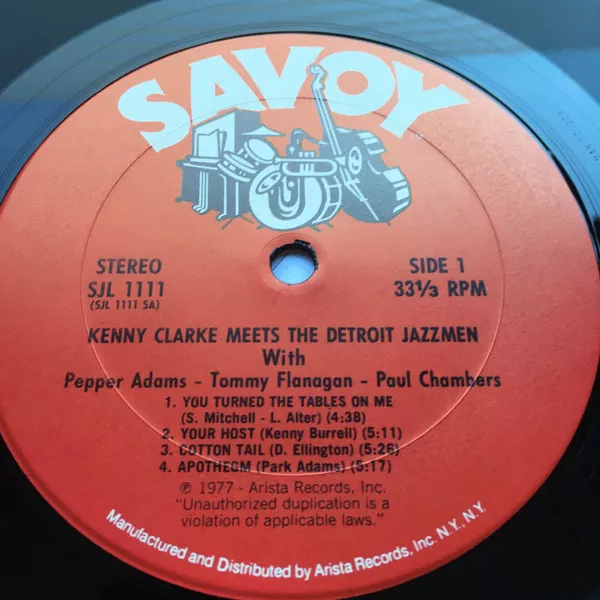 SAVOY
STEREO
SJL 1111
(SJL 1111 SA)
SIDE 1
33⅓ RPM
KENNY CLARKE MEETS THE DETROIT JAZZMEN
With
Pepper Adams - Tommy Flanagan - Paul Chambers
1. YOU TURNED THE TABLES ON ME
(S. Mitchell - L. Alter) (4:38)
2. YOUR HOST (Kenny Burrell) (5:11)
3. COTTON TAIL (D. Ellington) (5:26)
4. APOTHEGM (Park Adams) (5:17)
℗ 1977 - Arista Records, Inc.
"Unauthorized duplication is a
violation of applicable laws."
Manufactured and Distributed by Arista Records, Inc. N.Y. N.Y.